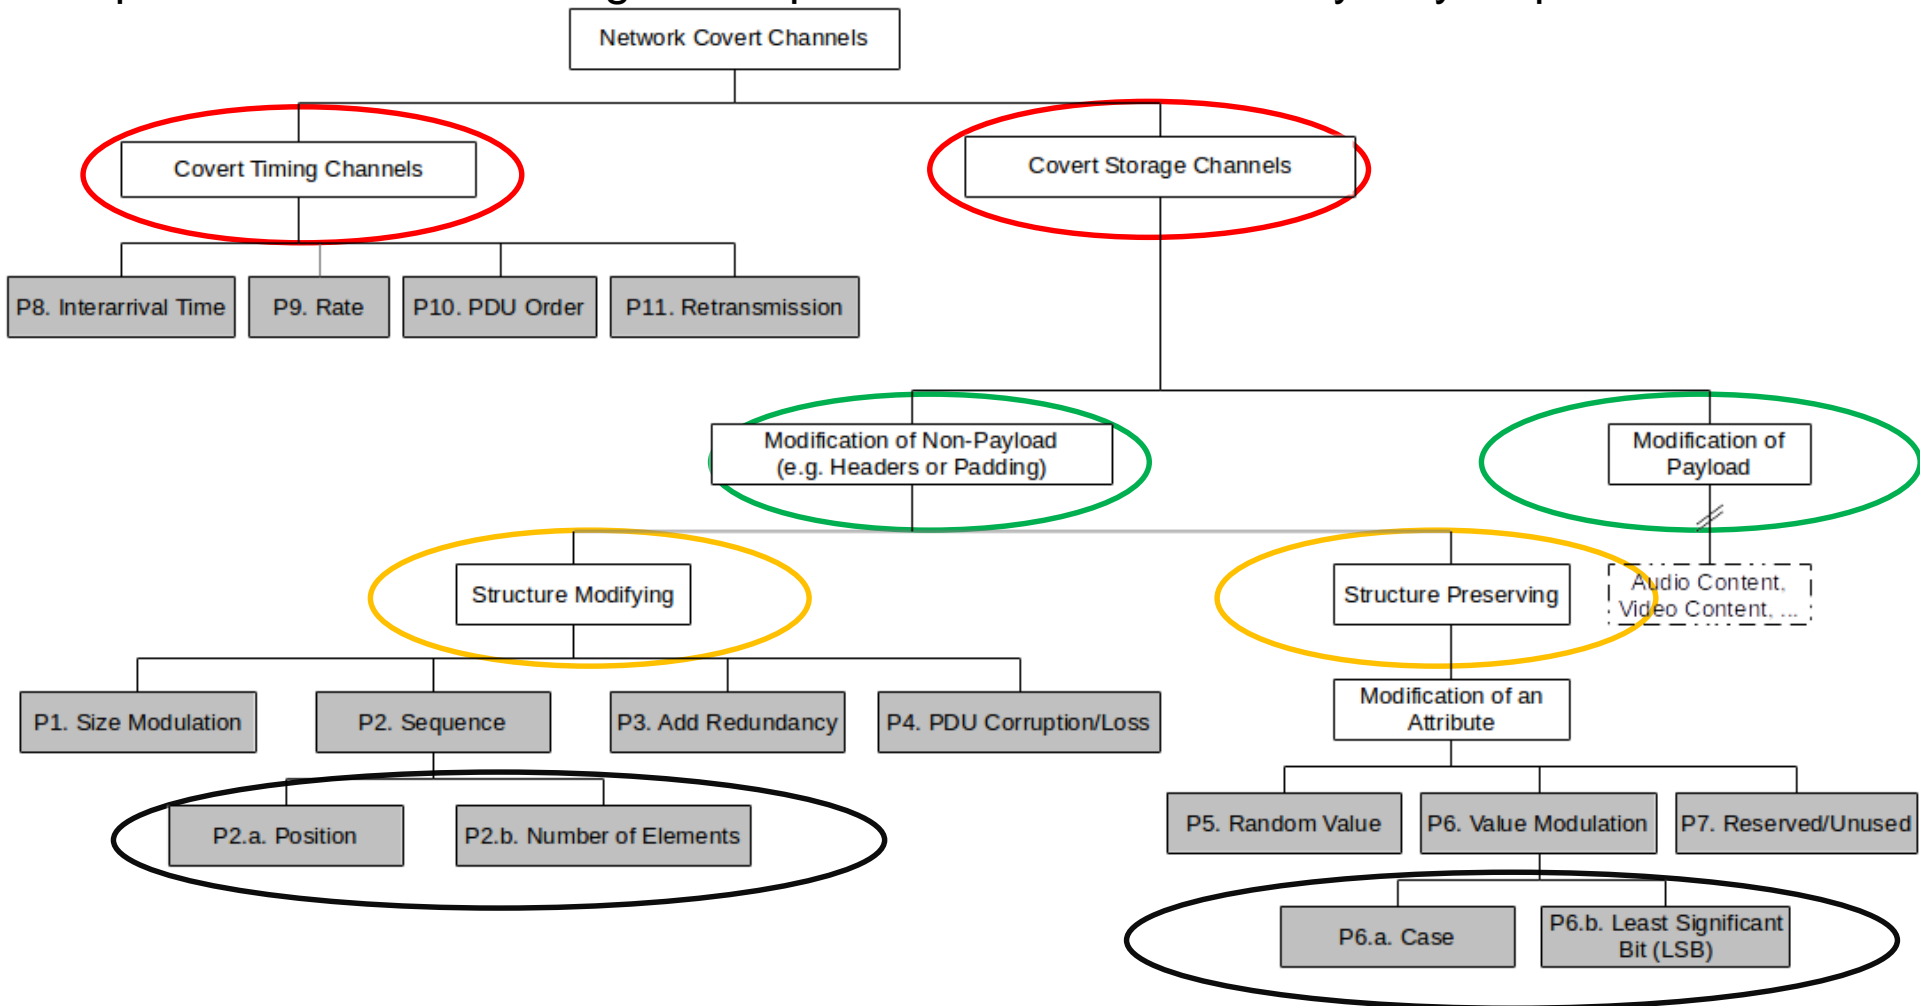 Network Covert Channels
Covert Timing Channels
Covert Storage Channels
P8. Interarrival Time
P9. Rate
P10. PDU Order
P11. Retransmission
Modification of Non-Payload
(e.g. Headers or Padding)
Modification of
Payload
Structure Modifying
Structure Preserving
Audio Content,
Video Content, ...
P1. Size Modulation
P2. Sequence
P3. Add Redundancy
P4. PDU Corruption/Loss
Modification of an
Attribute
P2.a. Position
P2.b. Number of Elements
P5. Random Value
P6. Value Modulation
P7. Reserved/Unused
P6.a. Case
P6.b. Least Significant
Bit (LSB)